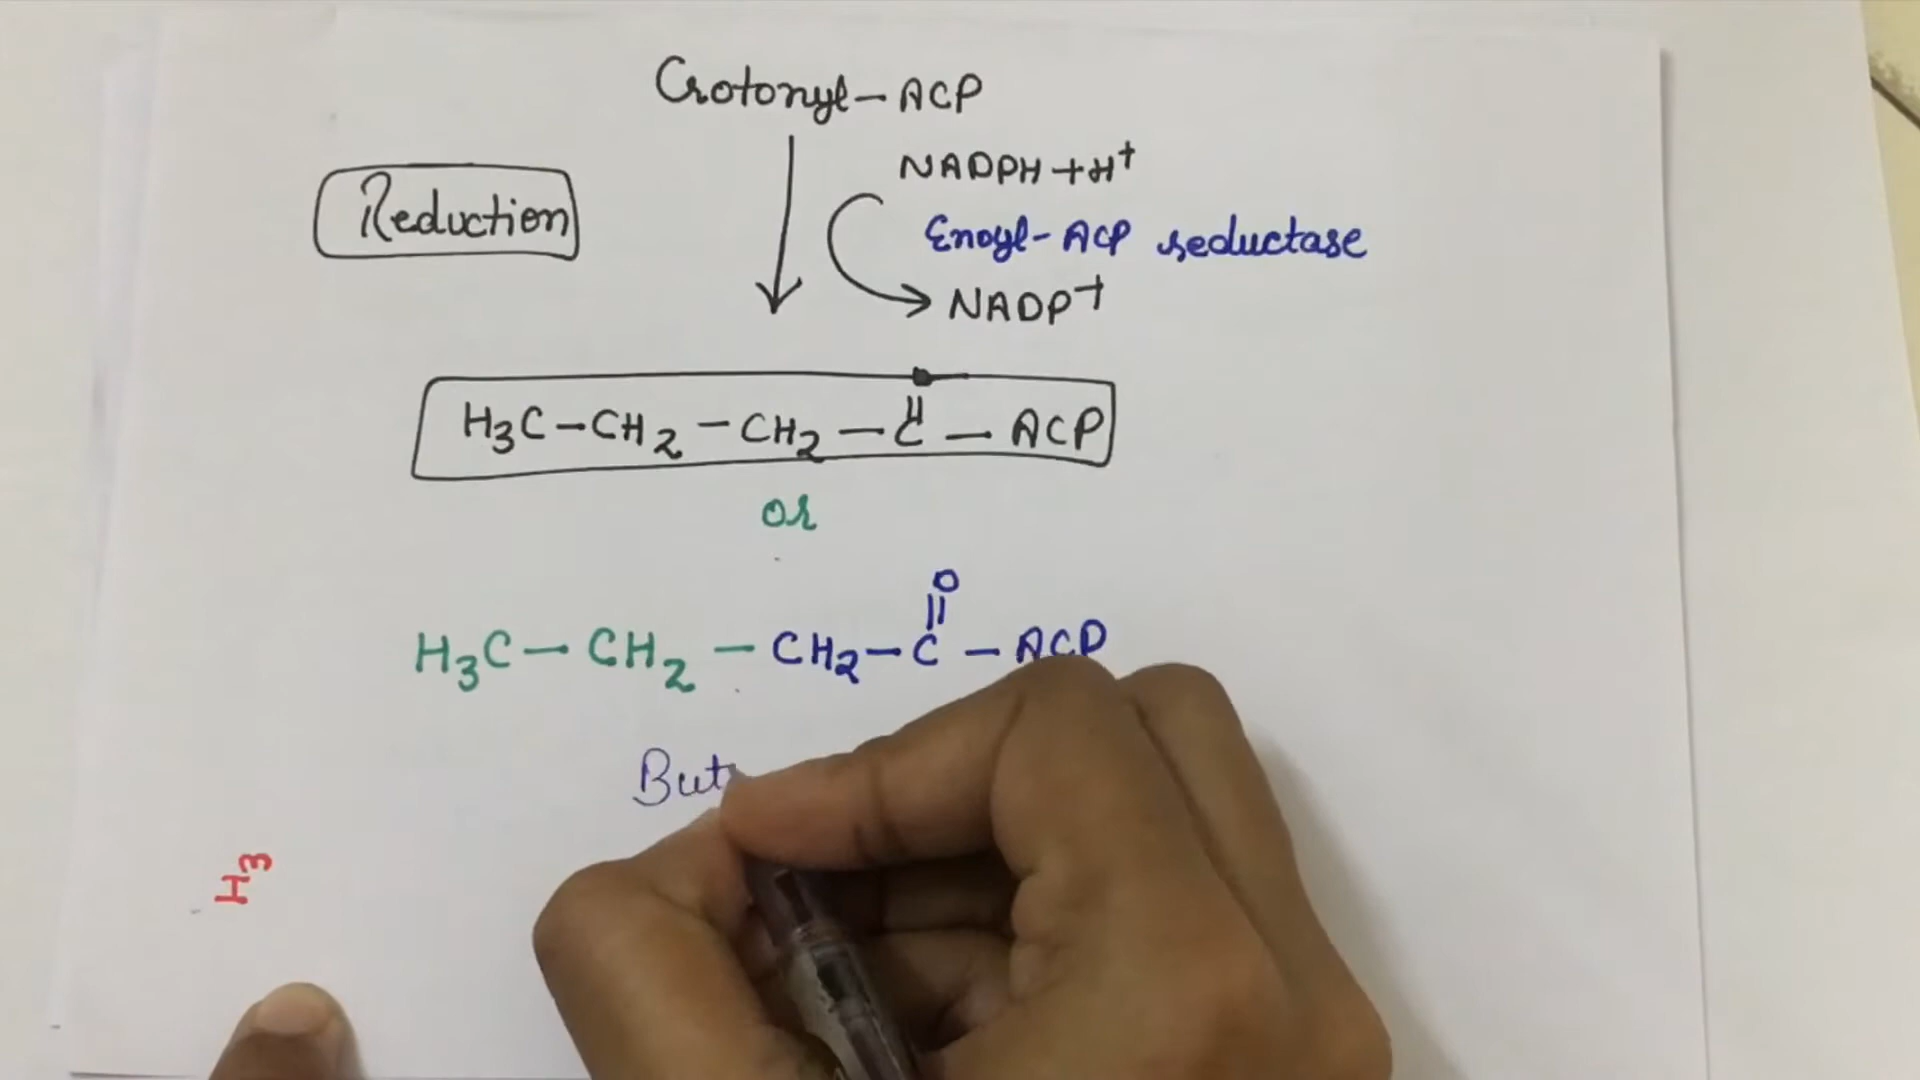 Crotonyl-ACP
NADPH + H⁺
Reduction
Enoyl-ACP reductase
NADP⁺
H₃C-CH₂-CH₂-C-ACP
or
O
H₃C-CH₂-CH₂-C-ACP
But
H₃